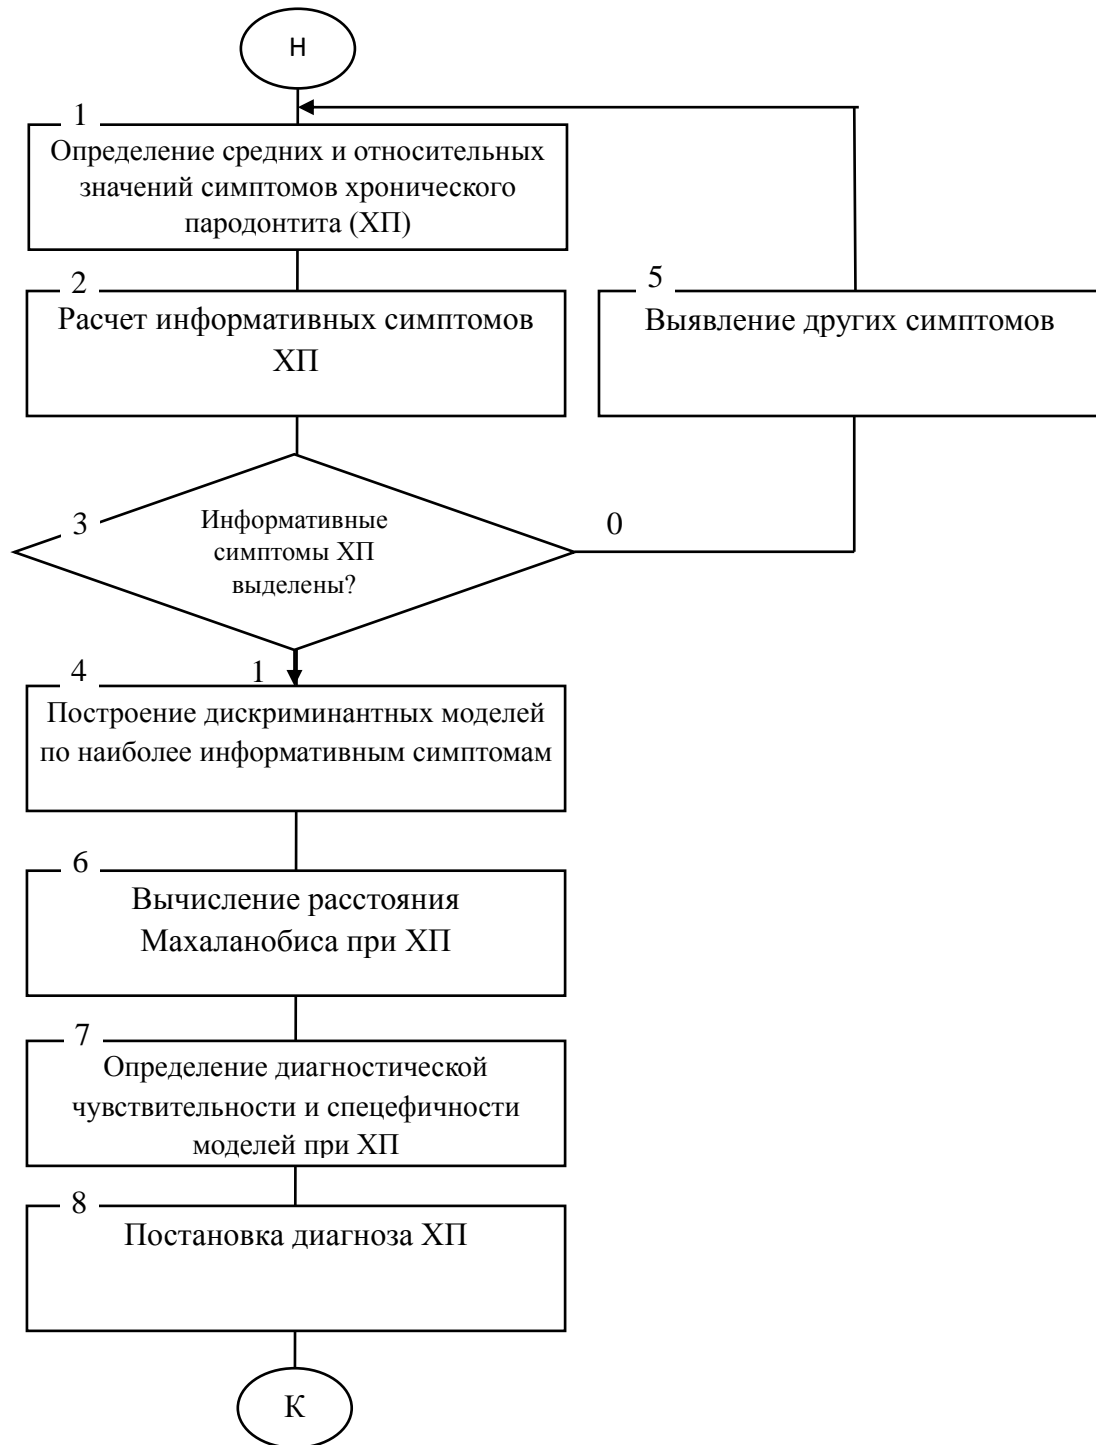 Н
1
Определение средних и относительных
значений симптомов хронического
пародонтита (ХП)
2
Расчет информативных симптомов
ХП
5
Выявление других симптомов
3
Информативные
симптомы ХП
выделены?
0
1
4
Построение дискриминантных моделей
по наиболее информативным симптомам
6
Вычисление расстояния
Махаланобиса при ХП
7
Определение диагностической
чувствительности и спецефичности
моделей при ХП
8
Постановка диагноза ХП
К